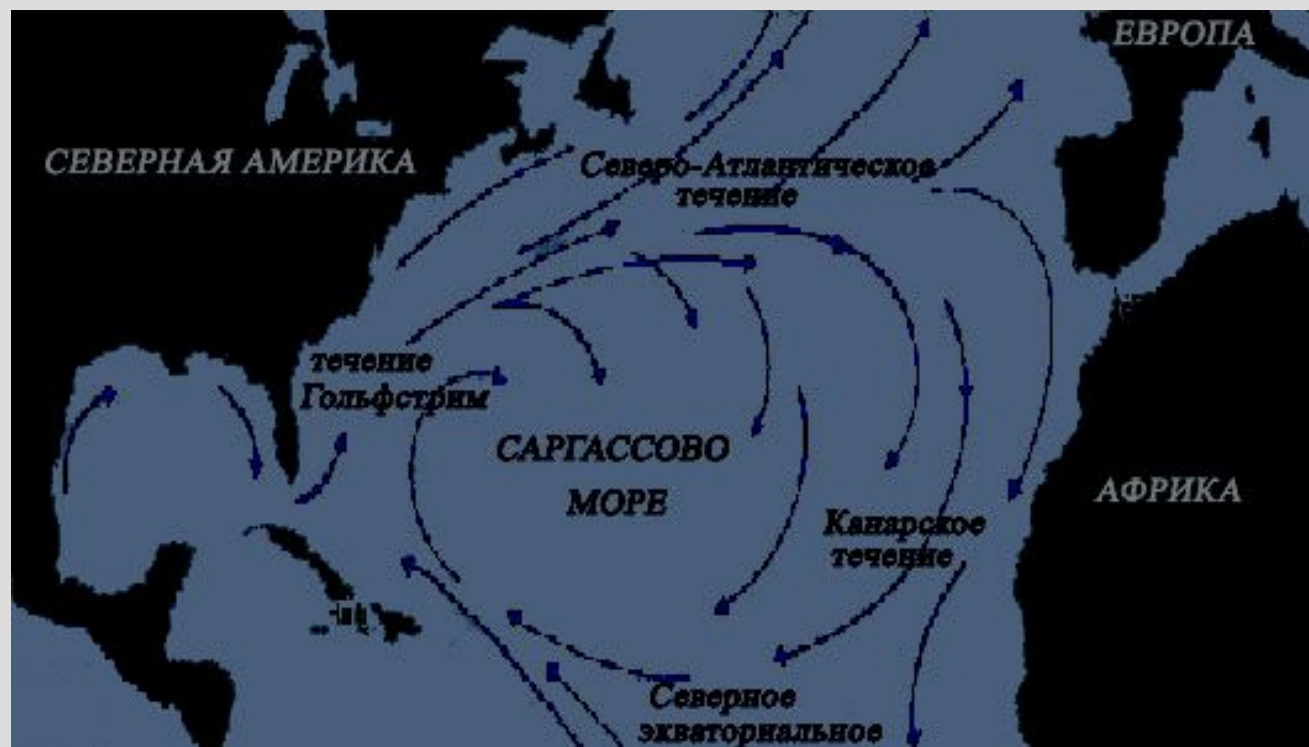 ЕВРОПА
СЕВЕРНАЯ АМЕРИКА
Северо-Атлантическое
течение
течение
Гольфстрим
САРГАССОВО
МОРЕ
АФРИКА
Канарское
течение
Северное
экваториальное